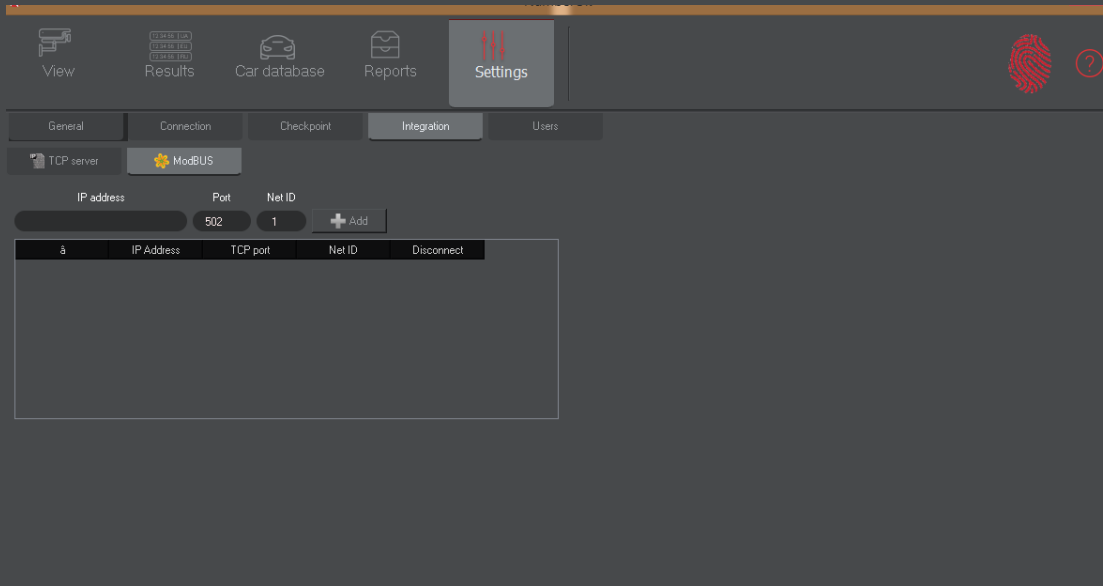 View
Results
Car database
Reports
Settings
General
Connection
Checkpoint
Integration
Users
TCP server
ModBUS
IP address
Port
Net ID
502
1
Add
â
IP Address
TCP port
Net ID
Disconnect
?